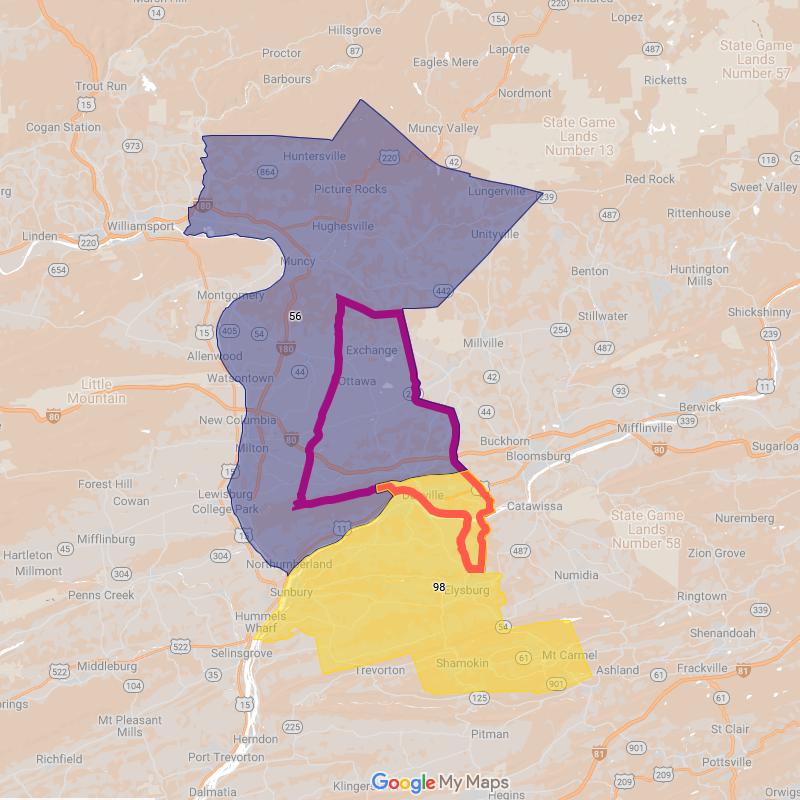 Marsh Hill
14
220
Lopez
Hillsgrove
154
87
Laporte
487
State Game
Lands
Number 57
Proctor
Eagles Mere
Barbours
Ricketts
Trout Run
Nordmont
15
Cogan Station
Muncy Valley
State Game
Lands
Number 13
973
Huntersville
220
42
118
864
Red Rock
Picture Rocks
Lungerville
239
Sweet Valley
180
487
Rittenhouse
Williamsport
Hughesville
Linden
220
Unityville
Muncy
654
Benton
Huntington
Mills
Montgomery
442
56
Stillwater
Shickshinny
15
405
54
254
Millville
487
180
Exchange
Allenwood
44
Ottawa
42
11
Watsontown
Little
Mountain
93
80
New Columbia
44
Berwick
339
Mifflinville
80
Buckhorn
Milton
80
Sugarloaf
Bloomsburg
Forest Hill
Cowan
Lewisburg
College Park
Danville
Catawissa
11
State Game
Lands
Number 58
Nuremberg
Mifflinburg
Hartleton
45
304
487
Zion Grove
Millmont
304
Northumberland
Numidia
Penns Creek
Sunbury
98
Elysburg
Ringtown
339
Hummels
Wharf
54
Shenandoah
522
Selinsgrove
Mt Carmel
Middleburg
61
Shamokin
Trevorton
Ashland
Frackville
81
522
35
61
104
901
125
15
61
Mt Pleasant
Mills
225
St Clair
Pitman
Herndon
901
81
Richfield
Port Trevorton
Pottsville
209
209
Dalmatia
Klingers
Google My Maps
Hegins